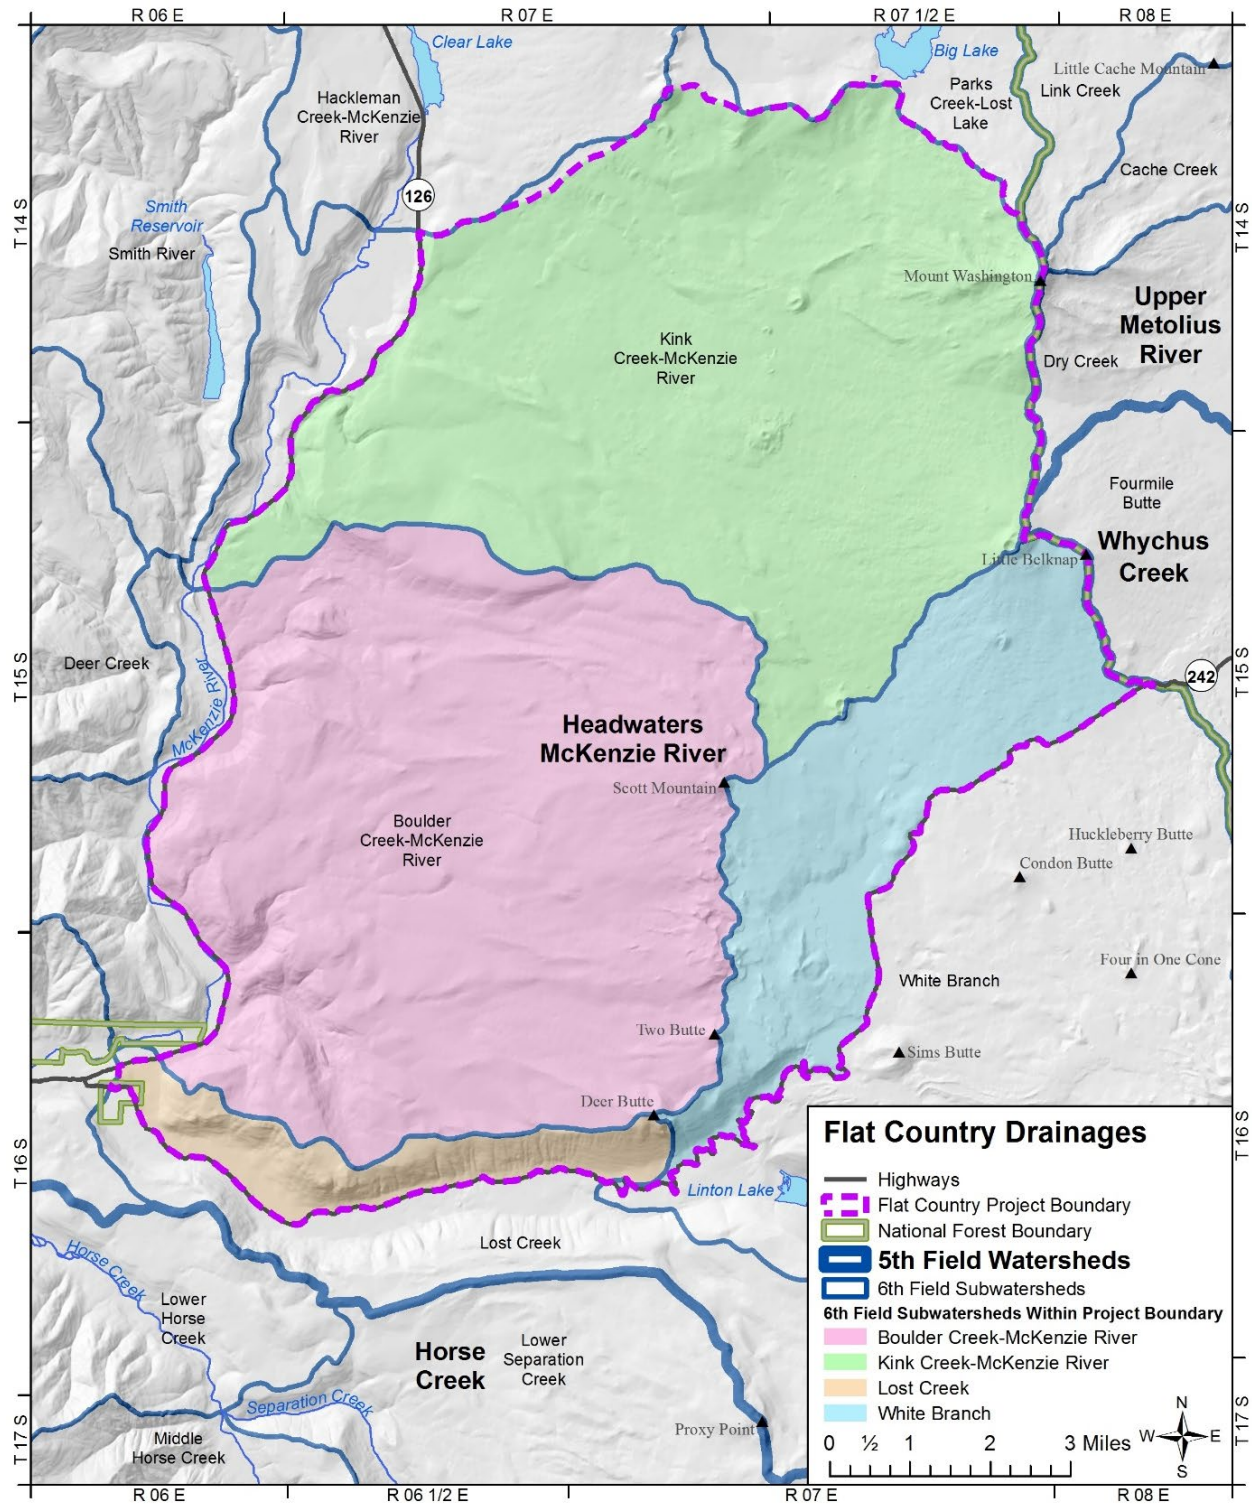 R 06 E
R 07 E
R 07 1/2 E
R 08 E
Clear Lake
Big Lake
Little Cache Mountain
Link Creek
Parks
Creek-Lost
Lake
Hackleman
Creek-McKenzie
River
Cache Creek
126
T 14 S
T 14 S
Smith
Reservoir
Smith River
Mount Washington
Upper
Metolius
River
Kink
Creek-McKenzie
River
Dry Creek
Fourmile
Butte
Whychus
Creek
Little Belknap
Deer Creek
McKenzie River
T 15 S
T 15 S
242
Headwaters
McKenzie River
Scott Mountain
Boulder
Creek-McKenzie
River
Huckleberry Butte
Condon Butte
Four in One Cone
White Branch
Two Butte
Sims Butte
Deer Butte
T 16 S
T 16 S
Linton Lake
Lost Creek
Horse Creek
Lower
Horse
Creek
Horse
Creek
Lower
Separation
Creek
Separation Creek
Middle
Horse Creek
Proxy Point
T 17 S
T 17 S
Flat Country Drainages
Highways
Flat Country Project Boundary
National Forest Boundary
5th Field Watersheds
6th Field Subwatersheds
6th Field Subwatersheds Within Project Boundary
Boulder Creek-McKenzie River
Kink Creek-McKenzie River
Lost Creek
White Branch
0 ½ 1 2 3 Miles
N
W E
S
R 06 E
R 06 1/2 E
R 07 E
R 08 E